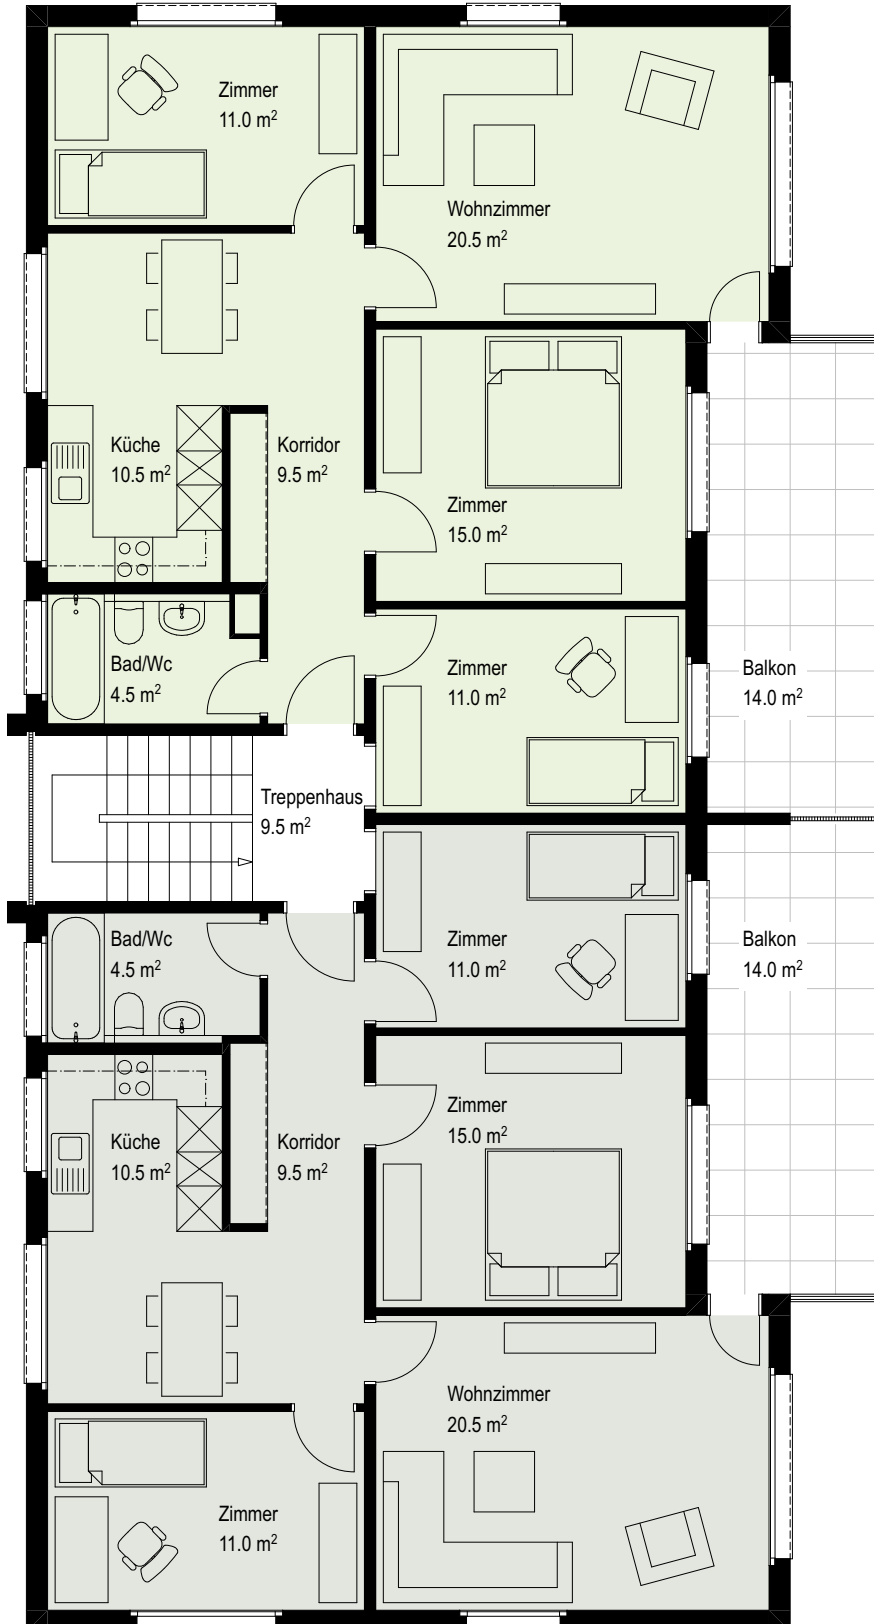 Zimmer
11.0 m²
Wohnzimmer
20.5 m²
Küche
10.5 m²
Korridor
9.5 m²
Zimmer
15.0 m²
Bad/Wc
4.5 m²
Zimmer
11.0 m²
Balkon
14.0 m²
Treppenhaus
9.5 m²
Bad/Wc
4.5 m²
Zimmer
11.0 m²
Balkon
14.0 m²
Zimmer
15.0 m²
Küche
10.5 m²
Korridor
9.5 m²
Wohnzimmer
20.5 m²
Zimmer
11.0 m²